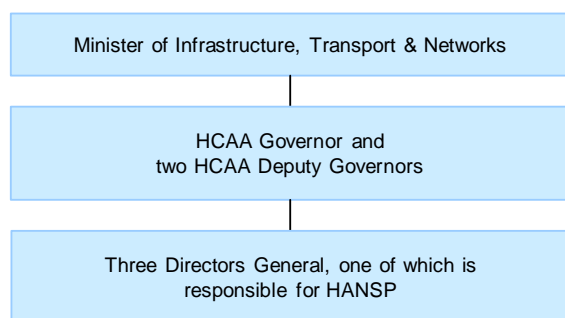 Minister of Infrastructure, Transport & Networks
HCAA Governor and
two HCAA Deputy Governors
Three Directors General, one of which is
responsible for HANSP